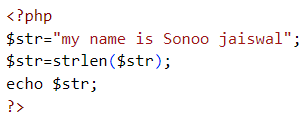 <?php
$str="my name is Sonoo jaiswal";
$str=strlen($str);
echo $str;
?>